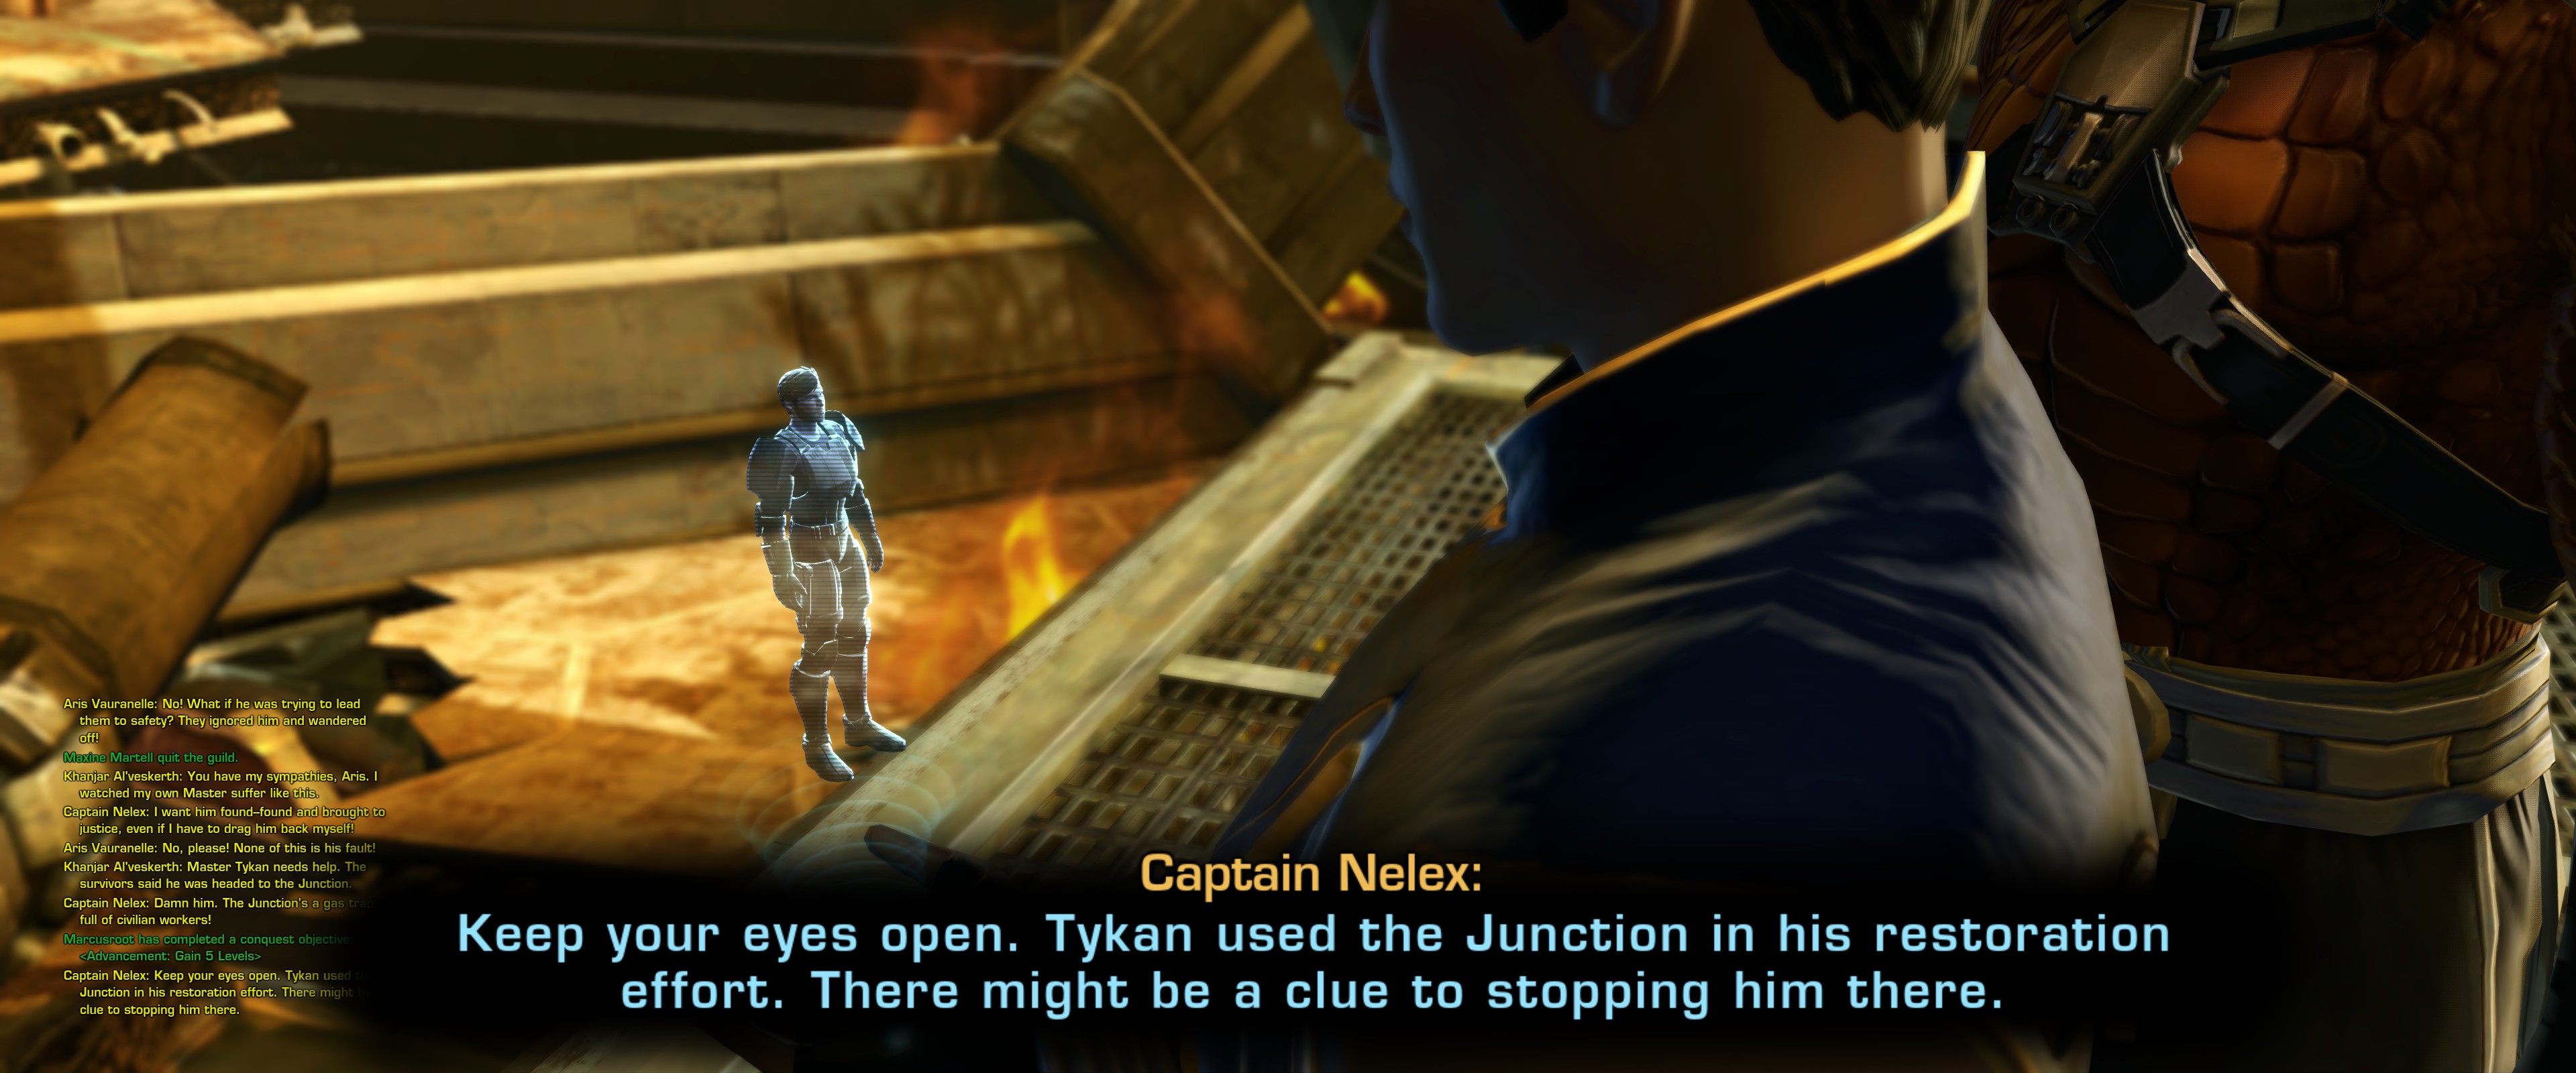 Aris Vauranelle: No! What if he was trying to lead
them to safety? They ignored him and wandered
off!
Maxine Martell quit the guild.
Khanjar Al'veskerth: You have my sympathies, Aris. I
watched my own Master suffer like this.
Captain Nelex: I want him found–found and brought to
justice, even if I have to drag him back myself!
Aris Vauranelle: No, please! None of this is his fault!
Khanjar Al'veskerth: Master Tykan needs help. The
survivors said he was headed to the Junction.
Captain Nelex: Damn him. The Junction's a gas trap
full of civilian workers!
Marcusroot has completed a conquest objective:
<Advancement: Gain 5 Levels>
Captain Nelex: Keep your eyes open. Tykan used the
Junction in his restoration effort. There might be a
clue to stopping him there.
Captain Nelex:
Keep your eyes open. Tykan used the Junction in his restoration
effort. There might be a clue to stopping him there.